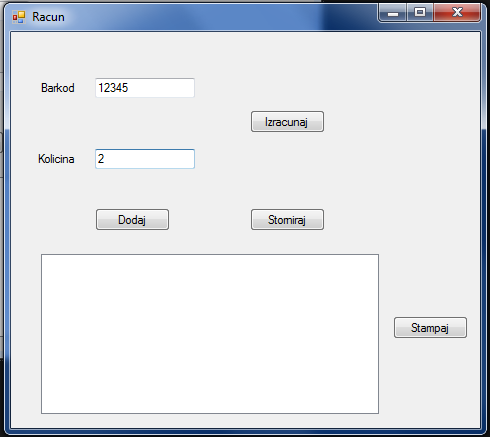 Racun
Barkod 12345
Izracunaj
Kolicina 2
Dodaj Storniraj
Stampaj